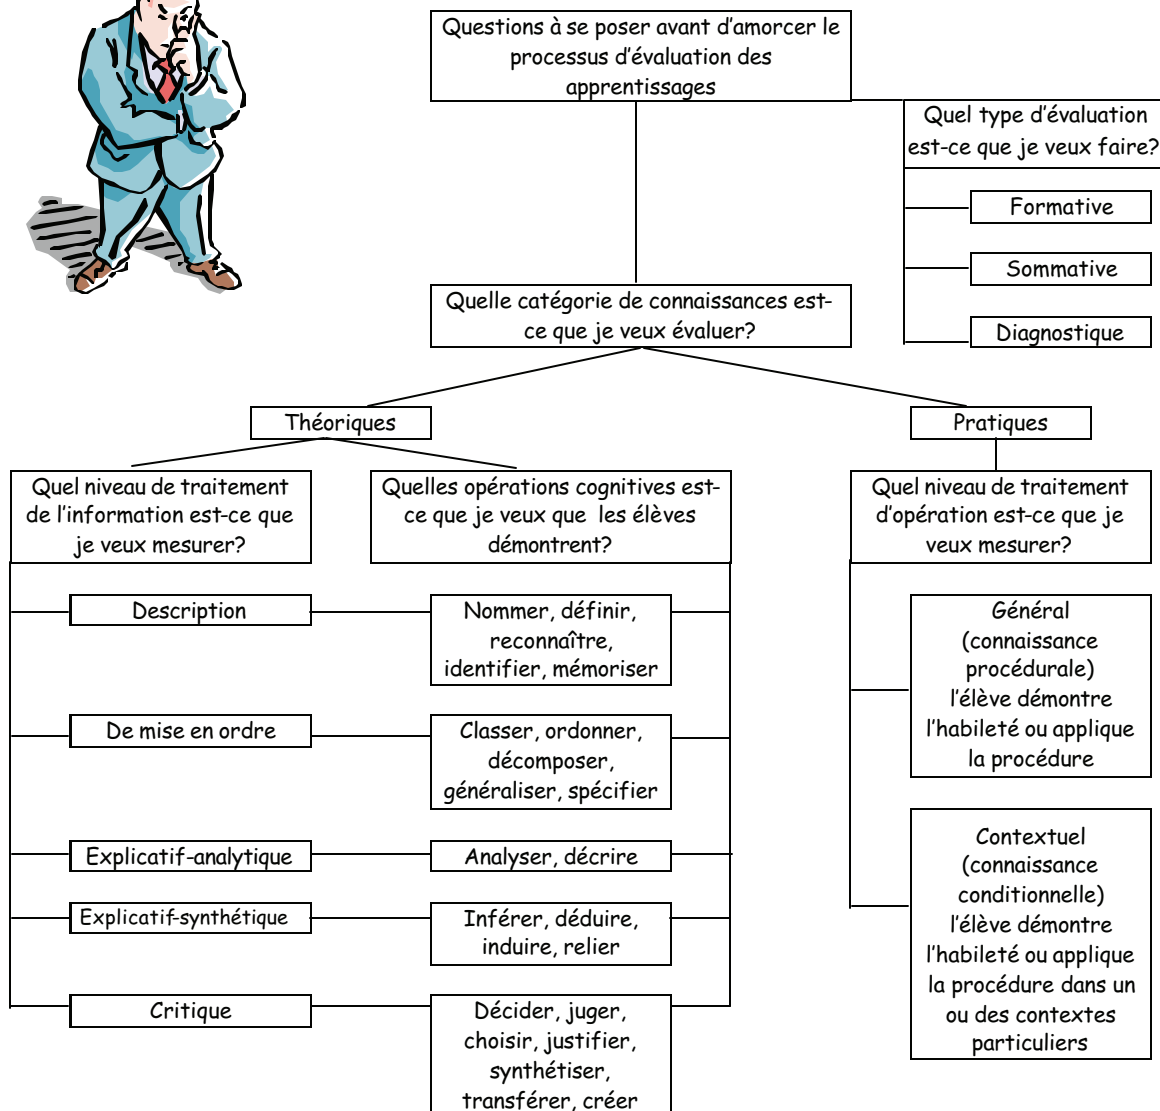 Questions à se poser avant d'amorcer le
processus d'évaluation des
apprentissages
Quel type d'évaluation
est-ce que je veux faire?
Formative
Sommative
Diagnostique
Quelle catégorie de connaissances est-
ce que je veux évaluer?
Théoriques
Pratiques
Quel niveau de traitement
de l'information est-ce que
je veux mesurer?
Quelles opérations cognitives est-
ce que je veux que les élèves
démontrent?
Quel niveau de traitement
d'opération est-ce que je
veux mesurer?
Description
Nommer, définir,
reconnaître,
identifier, mémoriser
De mise en ordre
Classer, ordonner,
décomposer,
généraliser, spécifier
Explicatif-analytique
Analyser, décrire
Explicatif-synthétique
Inférer, déduire,
induire, relier
Critique
Décider, juger,
choisir, justifier,
synthétiser,
transférer, créer
Général
(connaissance
procédurale)
l'élève démontre
l'habileté ou applique
la procédure
Contextuel
(connaissance
conditionnelle)
l'élève démontre
l'habileté ou applique
la procédure dans un
ou des contextes
particuliers